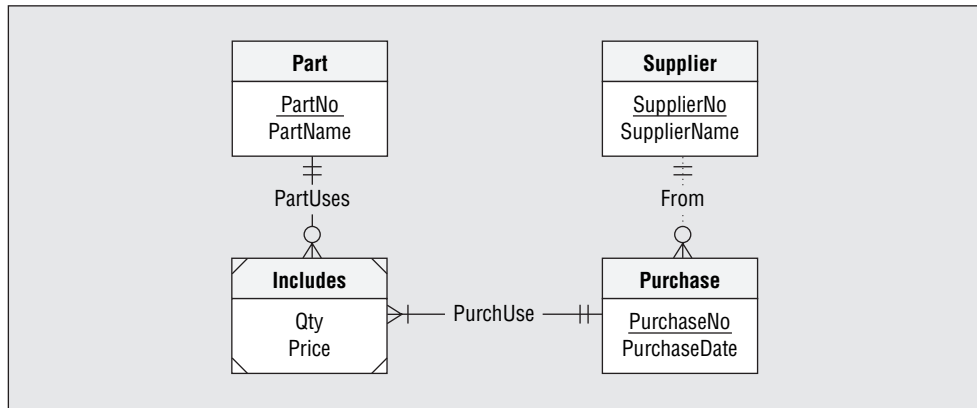 Part
PartNo
PartName
PartUses
Includes
Qty
Price
Supplier
SupplierNo
SupplierName
From
Purchase
PurchaseNo
PurchaseDate
PurchUse